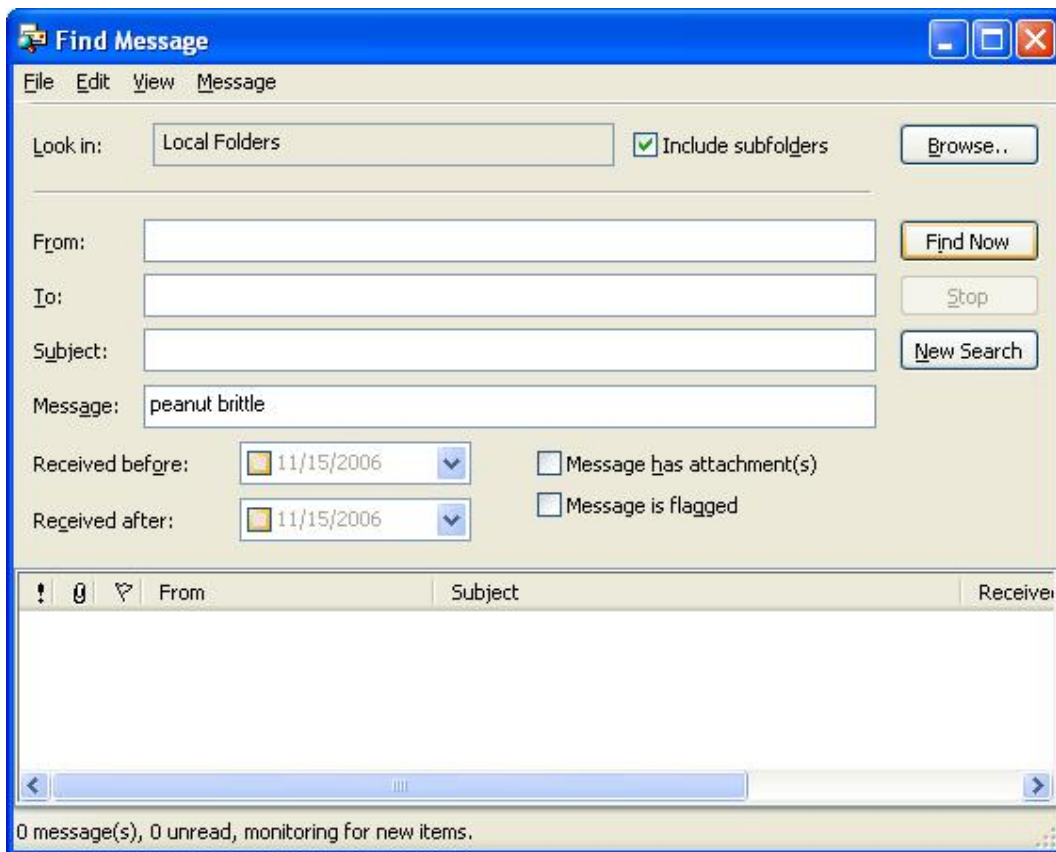 Find Message
File Edit View Message
Look in: Local Folders Include subfolders Browse..
From: Find Now
To: Stop
Subject: New Search
Message: peanut brittle
Received before: 11/15/2006 Message has attachment(s)
Message is flagged
Received after: 11/15/2006
! From Subject Receive
0 message(s), 0 unread, monitoring for new items.